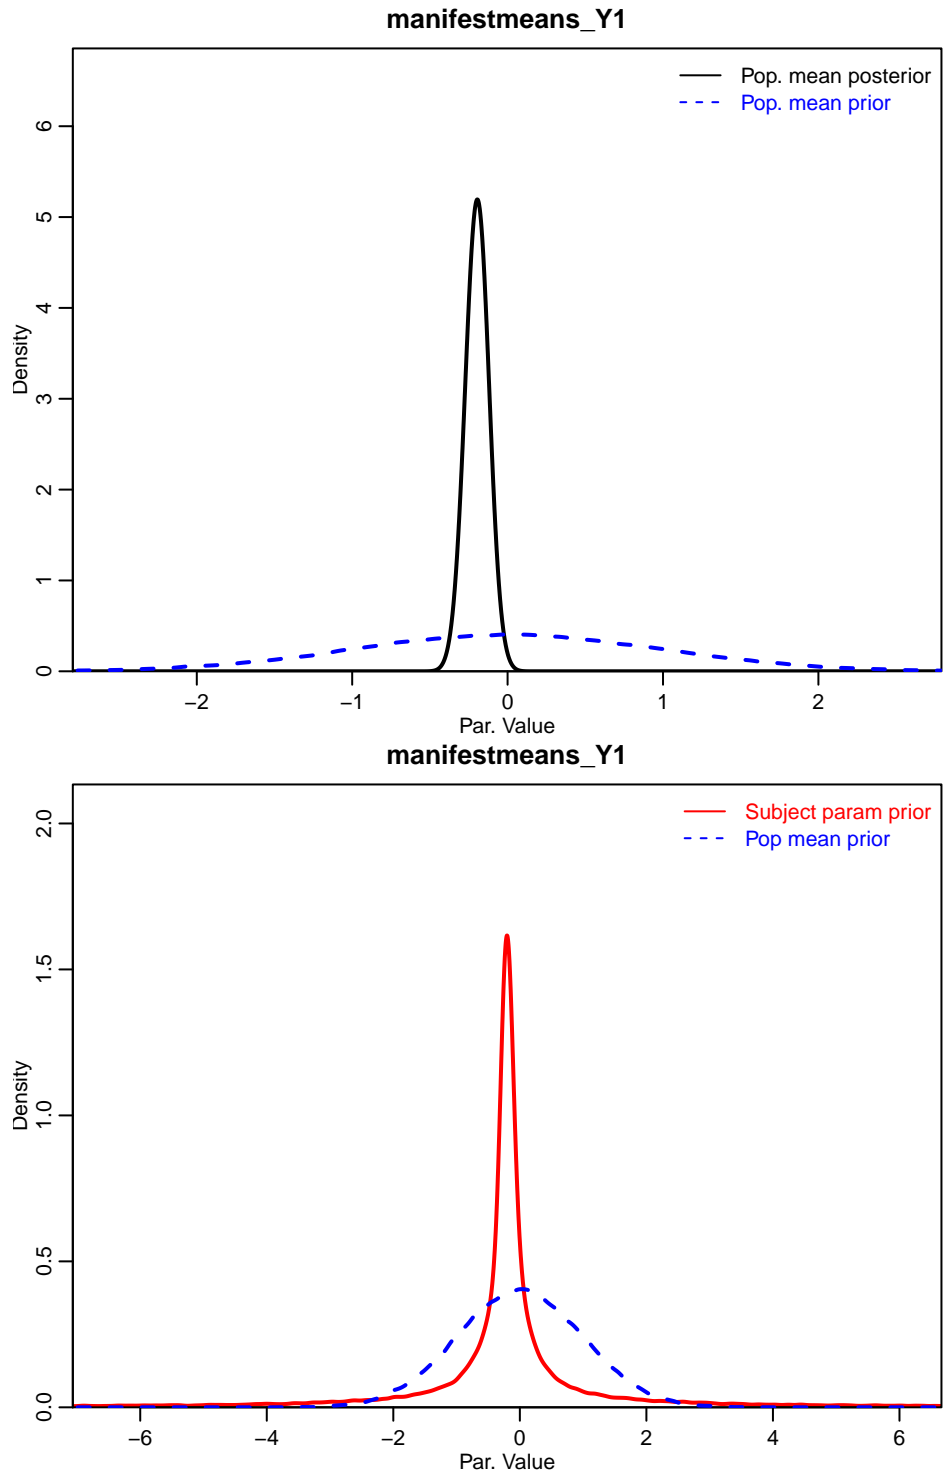 manifestmeans_Y1
Pop. mean posterior
Pop. mean prior
6
5
4
3
2
1
0
Density
−2 −1 0 1 2
Par. Value
manifestmeans_Y1
Subject param prior
Pop mean prior
2.0
1.5
1.0
0.5
0.0
Density
−6 −4 −2 0 2 4 6
Par. Value